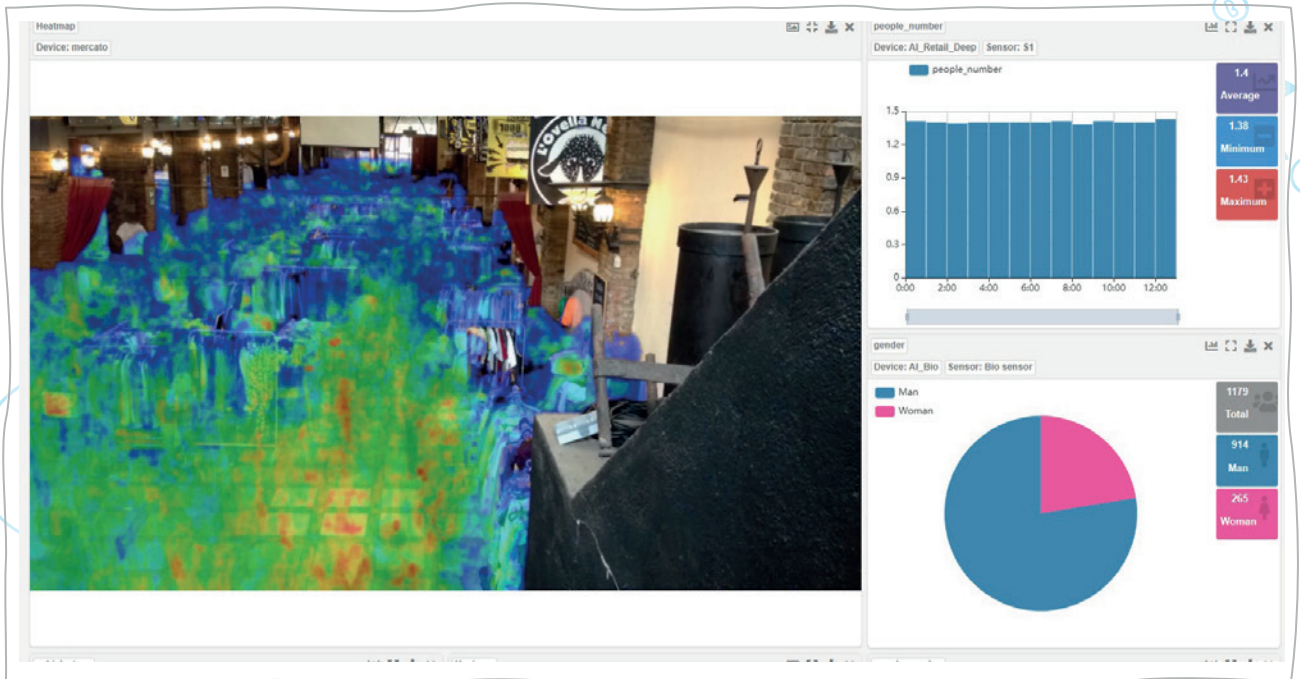 Heatmap
Device: mercato
1000
L'Ovella Ne
people_number
Device: AI_Retail_Deep Sensor: S1
people_number
1.5
1.2
0.9
0.6
0.3
0
0:00 2:00 4:00 6:00 8:00 10:00 12:00
1.4
Average
1.38
Minimum
1.43
Maximum
gender
Device: AI_Bio Sensor: Bio sensor
Man
Woman
1179
Total
914
Man
265
Woman